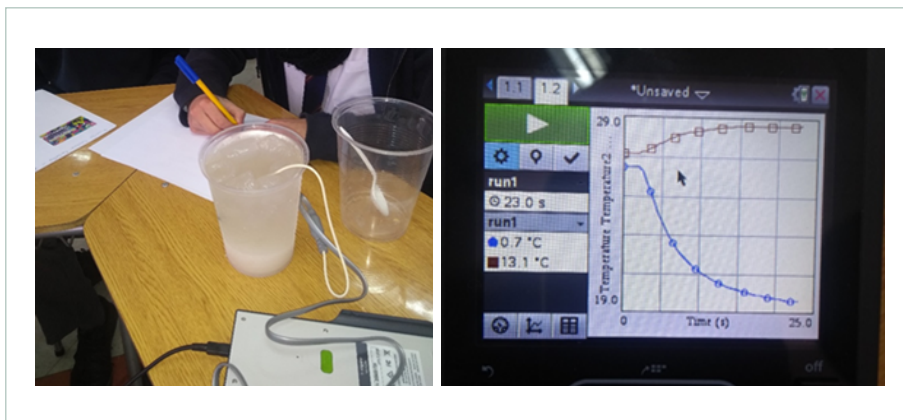 1.1 1.2 *Unsaved
run1
23.0 s
run1
0.7 °C
13.1 °C
29.0
Temperature Temperature2 ...
19.0
0 Time (s) 25.0
off